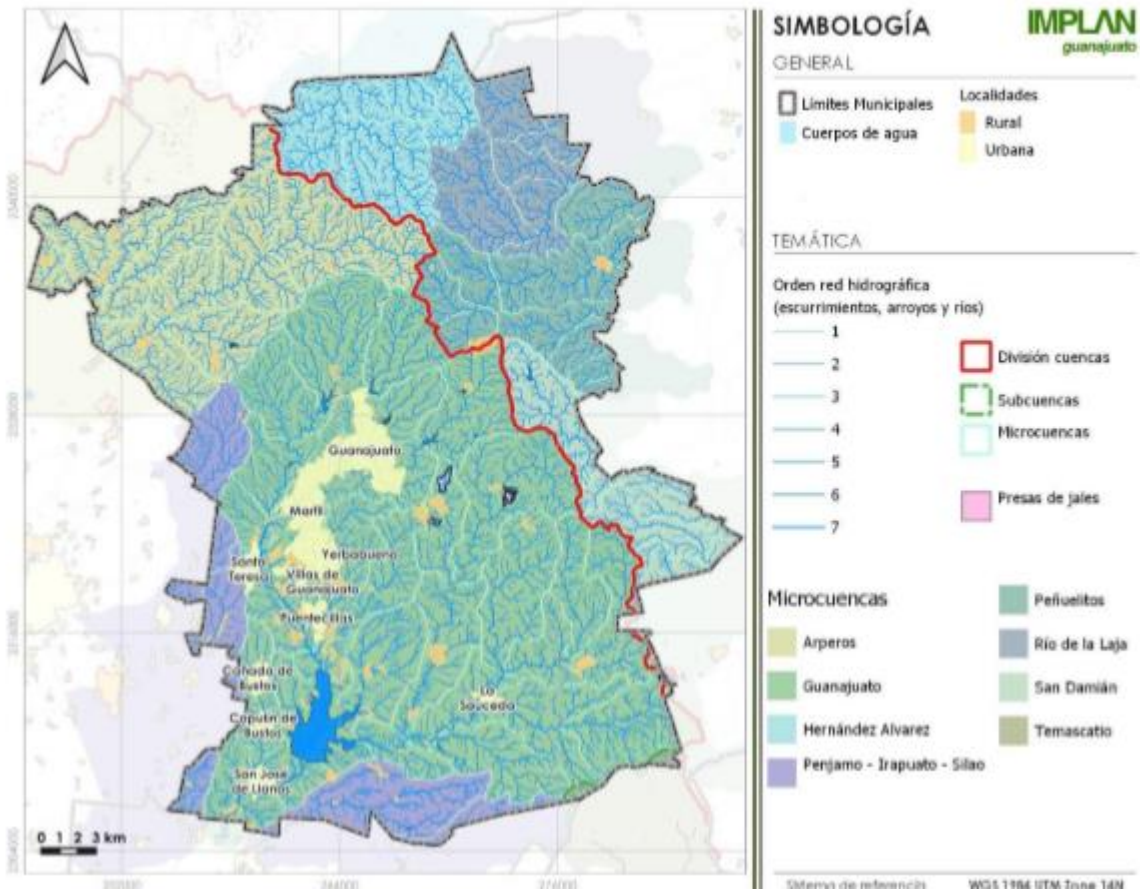 SIMBOLOGÍA
IMPLAN
guanajuato
GENERAL
Límites Municipales
Cuerpos de agua
Localidades
Rural
Urbana
TEMÁTICA
Orden red hidrográfica
(escurrimientos, arroyos y ríos)
1
2
3
4
5
6
7
División cuencas
Subcuencas
Microcuencas
Presas de jales
Microcuencas
Arperos
Guanajuato
Hernández Alvarez
Penjamo - Irapuato - Silao
Peñuelitos
Río de la Laja
San Damián
Temascatio
Sistema de referencia
WGS 1984 UTM Zone 14N
Guanajuato
Marfil
Yerbabuena
Santa
Teresa
Villas de
Guanajuato
Puentecillas
Cañada de
Bustos
Capulín de
Bustos
La
Sauceda
San José
de Llanos
0 1 2 3 km